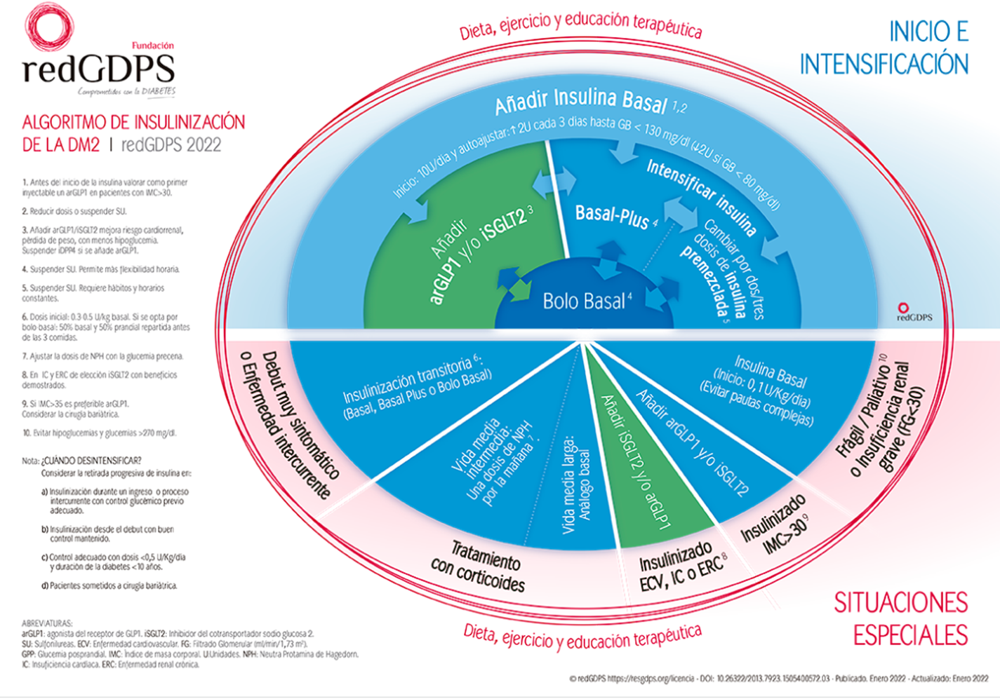 Fundación
redGDPS
Comprometidos con la DIABETES
ALGORITMO DE INSULINIZACIÓN
DE LA DM2 | redGDPS 2022
1. Antes del inicio de la insulina valorar como primer
inyectable un arGLP1 en pacientes con IMC>30.
2. Reducir dosis o suspender SU.
3. Añadir arGLP1/iSGLT2 mejora riesgo cardiorrenal,
pérdida de peso, con menos hipoglucemia.
Suspender iDPP4 si se añade arGLP1.
4. Suspender SU. Permite más flexibilidad horaria.
5. Suspender SU. Requiere hábitos y horarios
constantes.
6. Dosis inicial: 0.3 0.5 U/kg basal. Si se opta por
bolo basal: 50% basal y 50% prandial repartida antes
de las 3 comidas.
7. Ajustar la dosis de NPH con la glucemia precena.
8. En IC y ERC de elección iSGLT2 con beneficios
demostrados.
9. Si IMC>35 es preferible arGLP1.
Considerar la cirugía bariátrica.
10. Evitar hipoglucemias y glucemias >270 mg/dl.
Nota: ¿CUÁNDO DESINTENSIFICAR?
Considerar la retirada progresiva de insulina en:
a) Insulinización durante un ingreso o proceso
intercurrente con control glucémico previo
adecuado.
b) Insulinización desde el debut con buen
control mantenido.
c) Control adecuado con dosis <0,5 U/Kg/día
y duración de la diabetes <10 años.
d) Pacientes sometidos a cirugía bariátrica.
ABREVIATURAS:
arGLP1: agonista del receptor de GLP1. iSGLT2: Inhibidor del cotransportador sodio glucosa 2.
SU: Sulfonilureas. ECV: Enfermedad cardiovascular. FG: Filtrado Glomerular (ml/min/1,73 m²).
GPP: Glucemia posprandial. IMC: Índice de masa corporal. U:Unidades. NPH: Neutra Protamina de Hagedorn.
IC: Insuficiencia cardíaca. ERC: Enfermedad renal crónica.
Dieta, ejercicio y educación terapéutica
INICIO E
INTENSIFICACIÓN
Añadir Insulina Basal 1,2
Inicio: 10U/día y autoajustar:↑2U cada 3 días hasta GB < 130 mg/dl (↓2U si GB < 80 mg/dl)
Añadir
arGLP1 y/o iSGLT2 3
Intensificar insulina
Basal-Plus 4
Cambiar por dos/tres
dosis de insulina
premezclada 5
Bolo Basal 4
redGDPS
Debut muy sintomático
o Enfermedad intercurrente
Insulinización transitoria 6:
(Basal, Basal Plus o Bolo Basal)
Vida media
intermedia:
Una dosis de NPH
por la mañana 7.
Vida media larga:
Análogo basal
Tratamiento
con corticoides
Añadir iSGLT2 y/o arGLP1
Insulinizado
ECV, IC o ERC 8
Añadir arGLP1 y/o iSGLT2
Insulinizado
IMC>30 9
Insulina Basal
(Inicio: 0,1U/Kg/día)
(Evitar pautas complejas)
Frágil / Paliativo 10
o Insuficiencia renal
grave (FG<30)
SITUACIONES
ESPECIALES
Dieta, ejercicio y educación terapéutica
© redGDPS https://resgdps.org/licencia - DOI: 10.26322/2013.7923.1505400572.03 - Publicado. Enero 2022 - Actualizado: Enero 2022